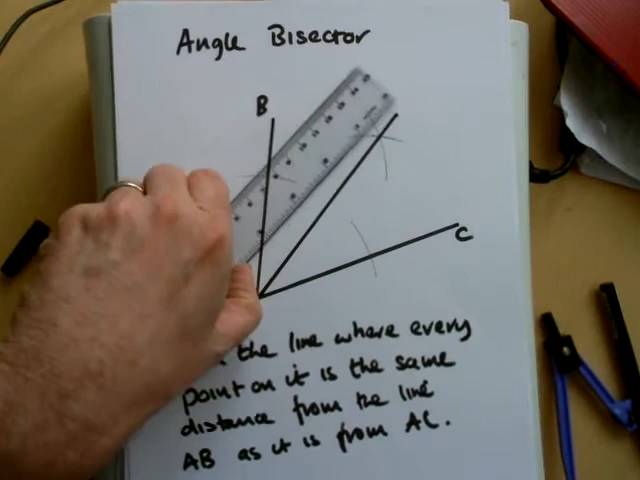 Angle Bisector
B
C
the line where every
point on it is the same
distance from the line
AB as it is from AC.